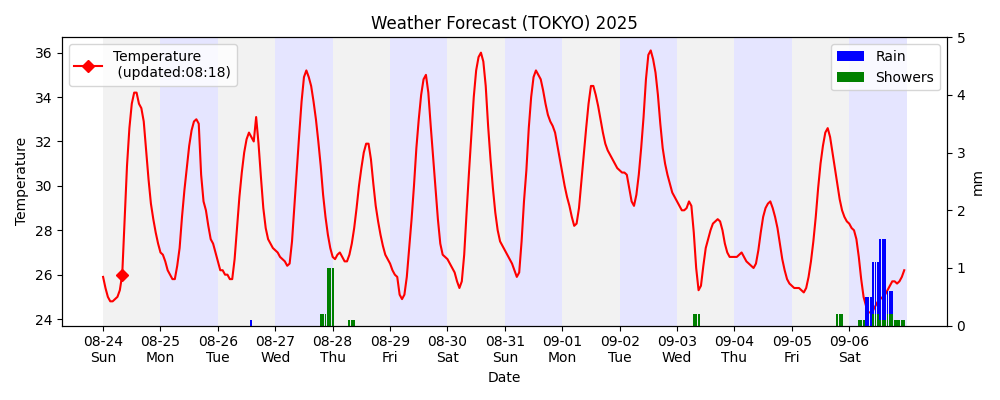 Weather Forecast (TOKYO) 2025
Temperature
(updated:08:18)
Rain
Showers
36
34
32
30
28
26
24
Temperature
5
4
3
2
1
0
mm
08-24 08-25 08-26 08-27 08-28 08-29 08-30 08-31 09-01 09-02 09-03 09-04 09-05 09-06
Sun Mon Tue Wed Thu Fri Sat Sun Mon Tue Wed Thu Fri Sat
Date